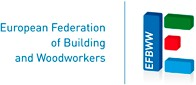 European Federation
of Building
and Woodworkers
EFBWW